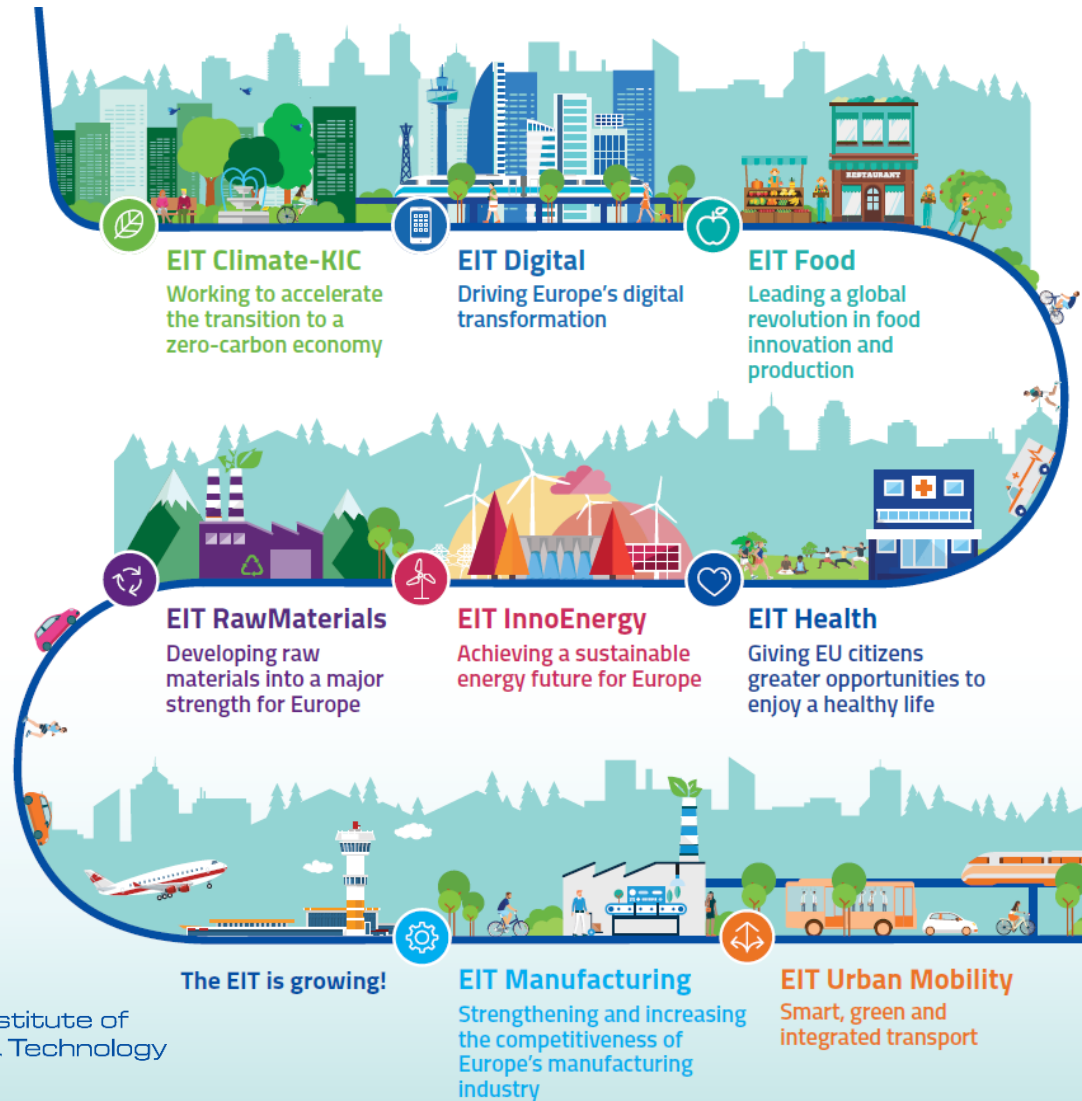 RESTAURANT
EIT Climate-KIC
Working to accelerate
the transition to a
zero-carbon economy
EIT Digital
Driving Europe's digital
transformation
EIT Food
Leading a global
revolution in food
innovation and
production
EIT RawMaterials
Developing raw
materials into a major
strength for Europe
EIT InnoEnergy
Achieving a sustainable
energy future for Europe
EIT Health
Giving EU citizens
greater opportunities to
enjoy a healthy life
The EIT is growing!
EIT Manufacturing
Strengthening and increasing
the competitiveness of
Europe's manufacturing
industry
EIT Urban Mobility
Smart, green and
integrated transport
stitute of
Technology